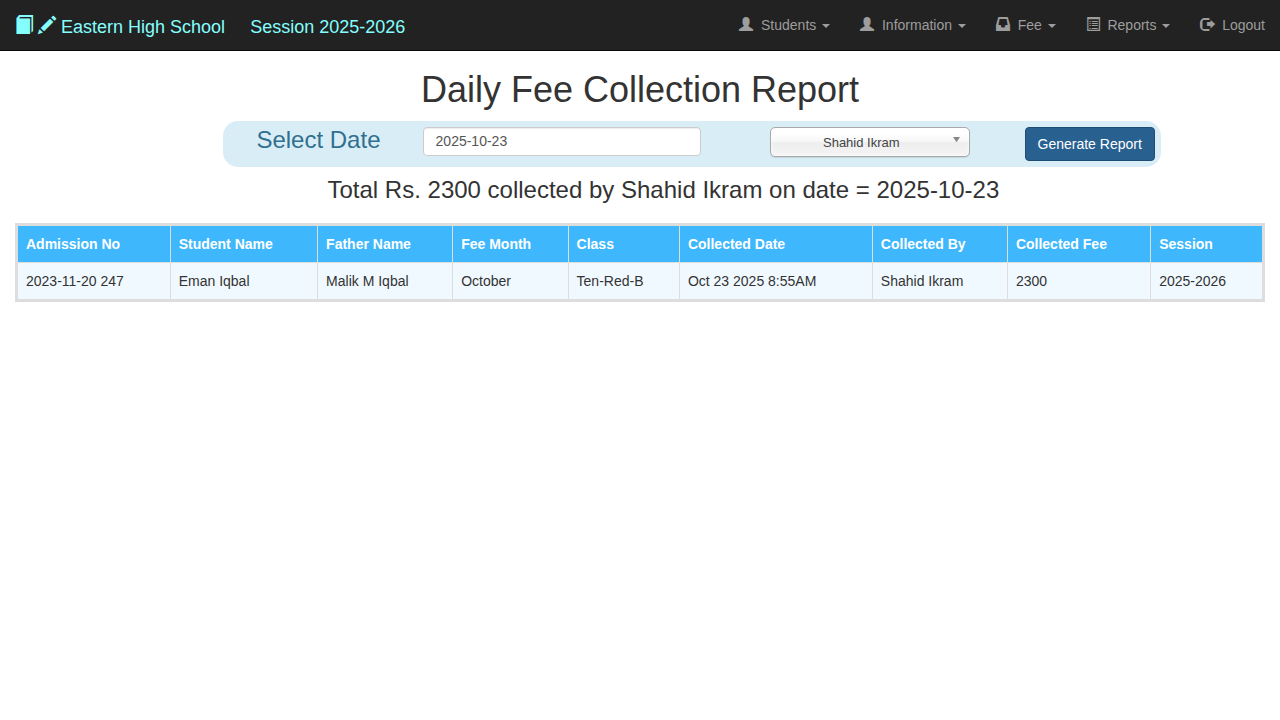 Eastern High School Session 2025-2026 Students Information Fee Reports Logout
Daily Fee Collection Report
Select Date 2025-10-23 Shahid Ikram Generate Report
Total Rs. 2300 collected by Shahid Ikram on date = 2025-10-23
Admission No Student Name Father Name Fee Month Class Collected Date Collected By Collected Fee Session
2023-11-20 247 Eman Iqbal Malik M Iqbal October Ten-Red-B Oct 23 2025 8:55AM Shahid Ikram 2300 2025-2026